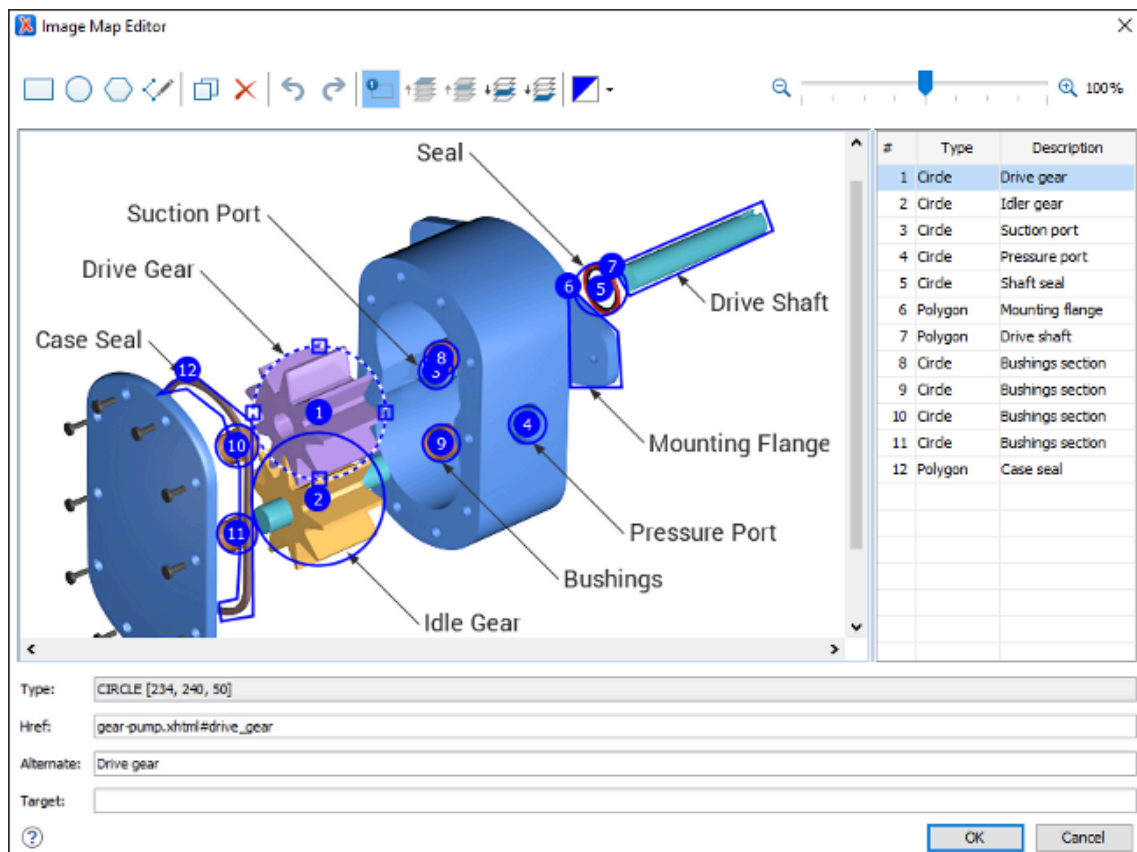 Image Map Editor
100%
Seal
Suction Port
Drive Gear
Case Seal
Drive Shaft
Mounting Flange
Pressure Port
Bushings
Idle Gear
7
6
5
8
3
12
1
4
10
9
2
11
# Type Description
1 Circle Drive gear
2 Circle Idler gear
3 Circle Suction port
4 Circle Pressure port
5 Circle Shaft seal
6 Polygon Mounting flange
7 Polygon Drive shaft
8 Circle Bushings section
9 Circle Bushings section
10 Circle Bushings section
11 Circle Bushings section
12 Polygon Case seal
Type: CIRCLE [234, 240, 50]
Href: gear-pump.xhtml#drive_gear
Alternate: Drive gear
Target:
? OK Cancel